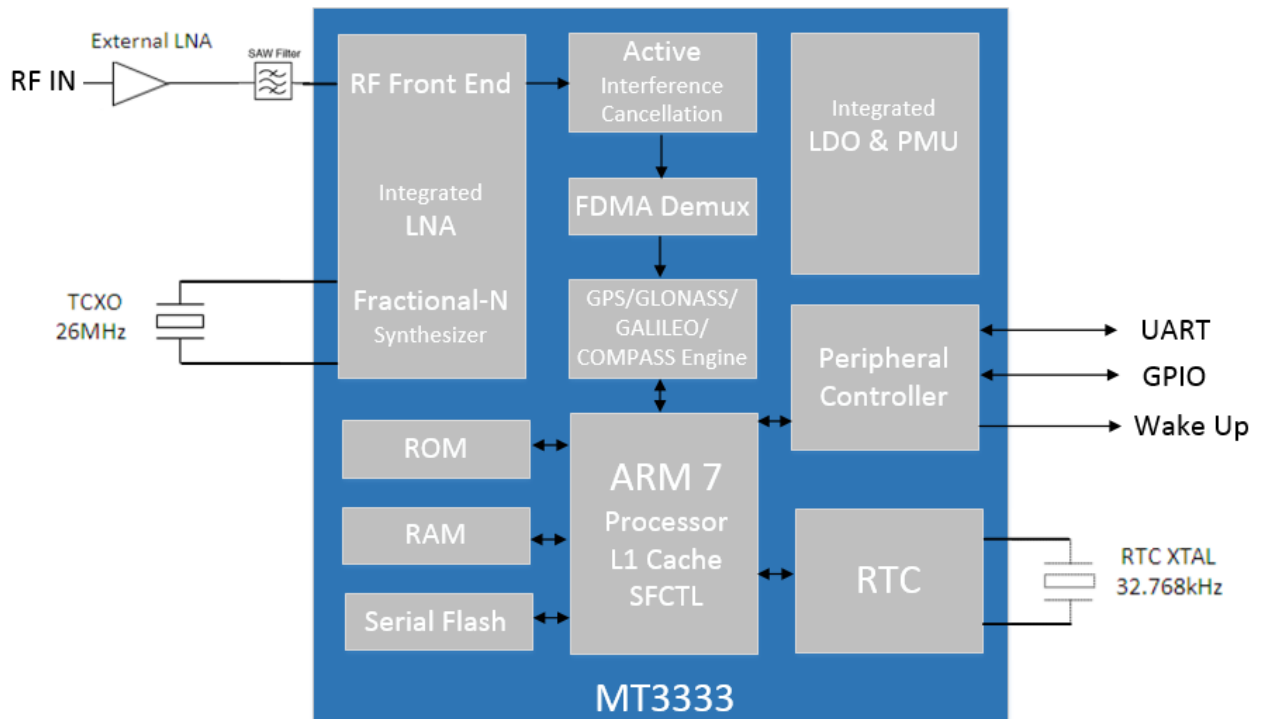 External LNA
SAW Filter
RF IN
RF Front End
Integrated
LNA
Fractional-N
Synthesizer
TCXO
26MHz
Active
Interference
Cancellation
FDMA Demux
GPS/GLONASS/
GALILEO/
COMPASS Engine
Integrated
LDO & PMU
Peripheral
Controller
UART
GPIO
Wake Up
ROM
RAM
Serial Flash
ARM 7
Processor
L1 Cache
SFCTL
RTC
RTC XTAL
32.768kHz
MT3333